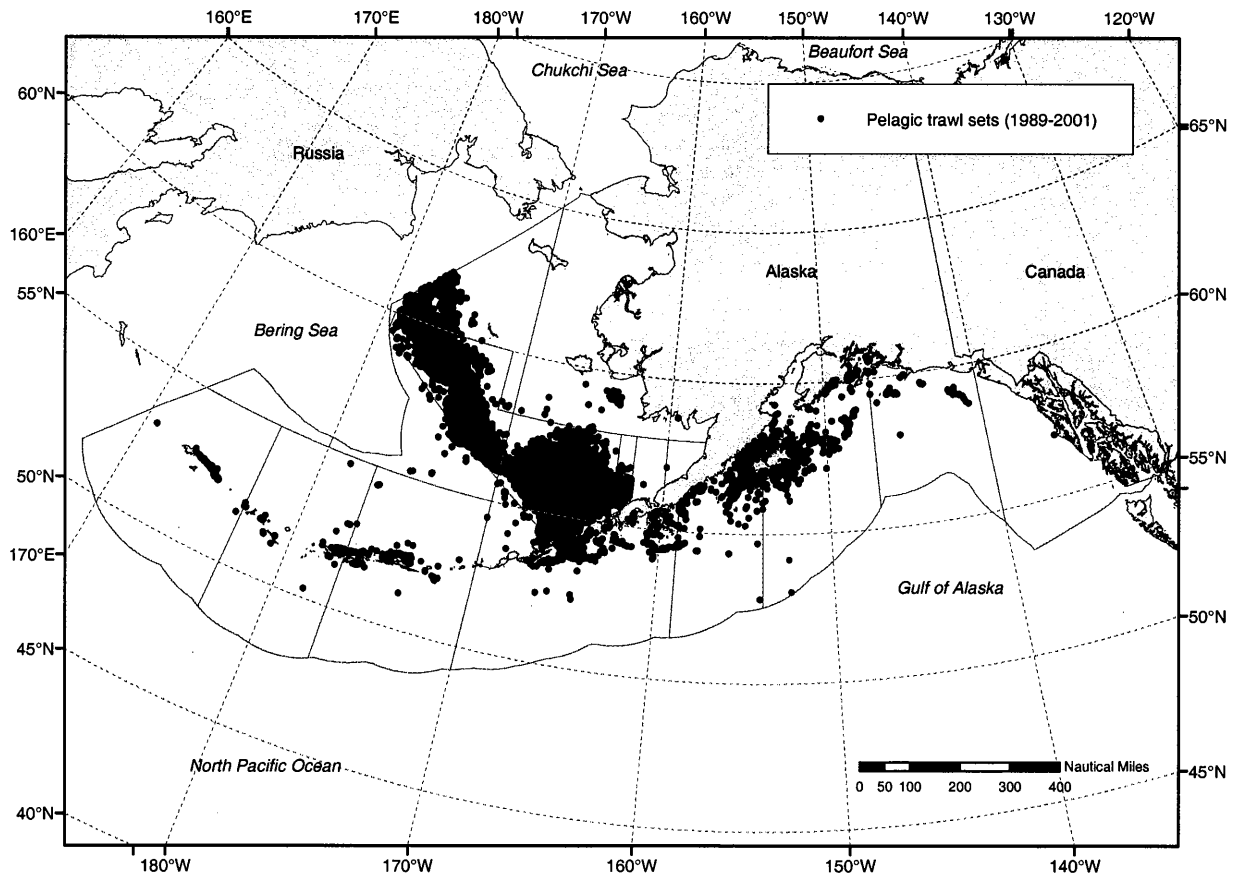 160°E 170°E 180°W 170°W 160°W 150°W 140°W 130°W 120°W
Beaufort Sea
Chukchi Sea
60°N
Pelagic trawl sets (1989-2001)
65°N
Russia
160°E
Alaska
Canada
55°N
60°N
Bering Sea
50°N
55°N
170°E
Gulf of Alaska
50°N
45°N
North Pacific Ocean
Nautical Miles
45°N
0 50 100 200 300 400
40°N
180°W 170°W 160°W 150°W 140°W